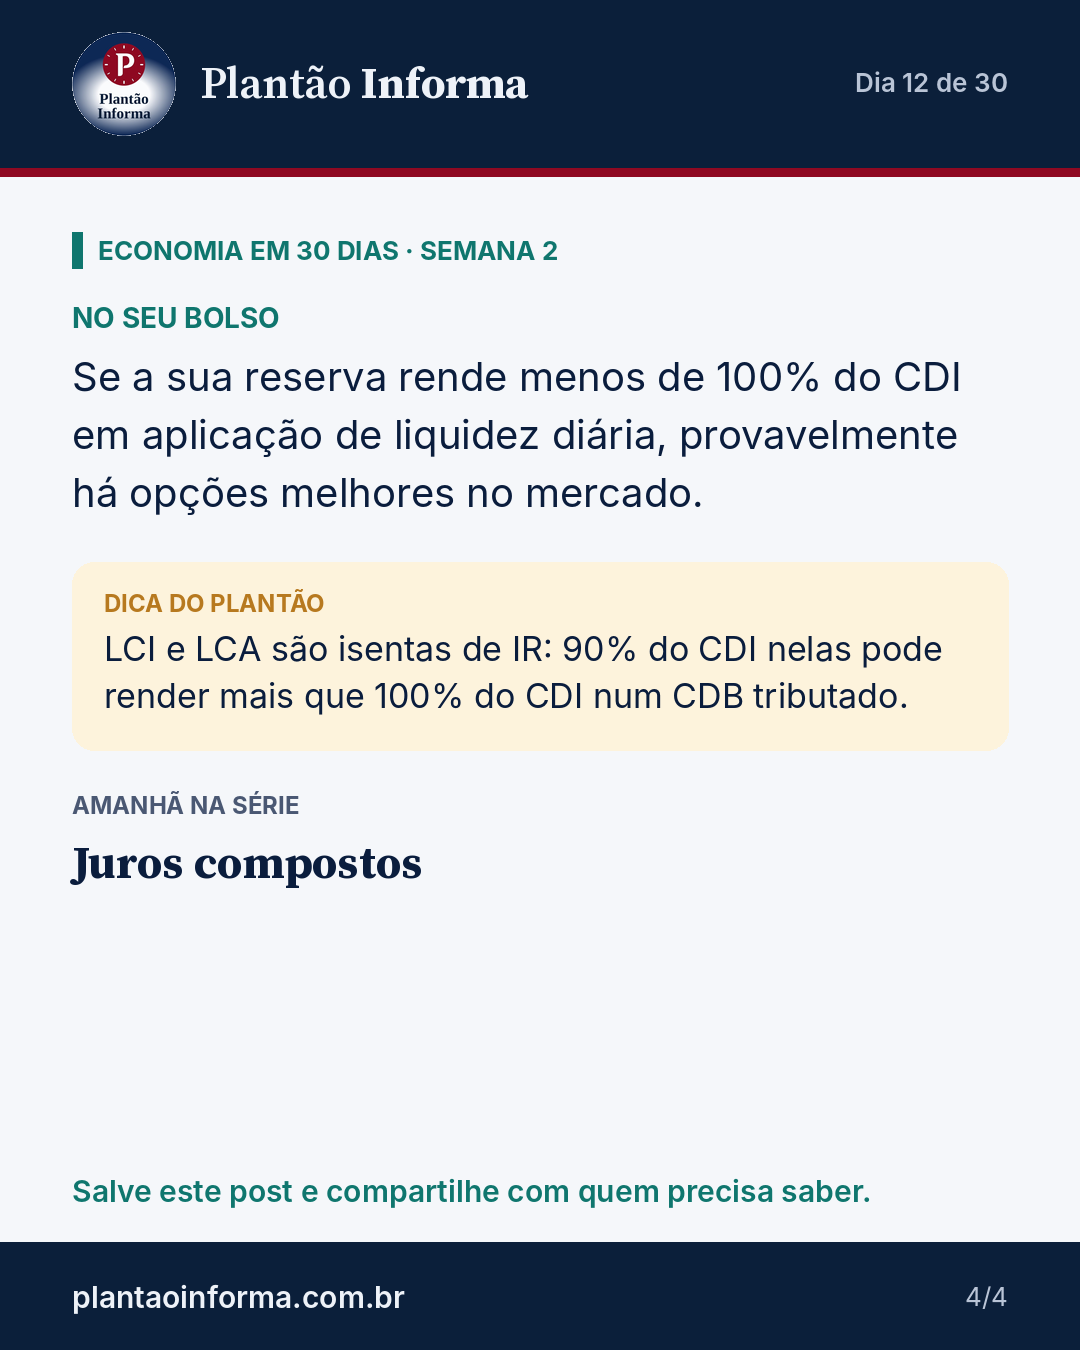 P
Plantão
Informa
Plantão Informa
Dia 12 de 30
ECONOMIA EM 30 DIAS · SEMANA 2
NO SEU BOLSO
Se a sua reserva rende menos de 100% do CDI
em aplicação de liquidez diária, provavelmente
há opções melhores no mercado.
DICA DO PLANTÃO
LCI e LCA são isentas de IR: 90% do CDI nelas pode
render mais que 100% do CDI num CDB tributado.
AMANHÃ NA SÉRIE
Juros compostos
Salve este post e compartilhe com quem precisa saber.
plantaoinforma.com.br
4/4